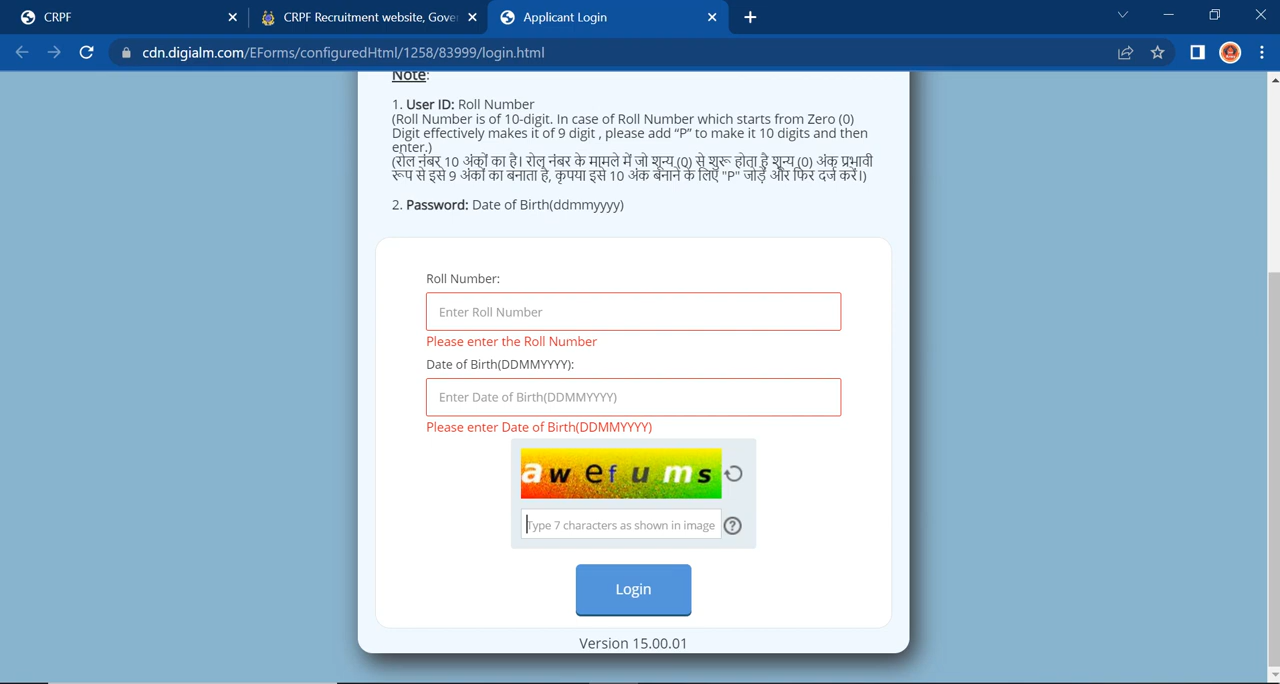 CRPF
CRPF Recruitment website, Gove
Applicant Login
cdn.digialm.com/EForms/configuredHtml/1258/83999/login.html
Note:
1. User ID: Roll Number
(Roll Number is of 10-digit. In case of Roll Number which starts from Zero (0)
Digit effectively makes it of 9 digit , please add “P” to make it 10 digits and then
enter.)
(रोल नंबर 10 अंकों का है। रोल नंबर के मामले में जो शून्य (0) से शुरू होता है शून्य (0) अंक प्रभावी
रूप से इसे 9 अंकों का बनाता है, कृपया इसे 10 अंक बनाने के लिए "P" जोड़ें और फिर दर्ज करें।)
2. Password: Date of Birth(ddmmyyyy)
Roll Number:
Enter Roll Number
Please enter the Roll Number
Date of Birth(DDMMYYYY):
Enter Date of Birth(DDMMYYYY)
Please enter Date of Birth(DDMMYYYY)
awefums
Type 7 characters as shown in image
Login
Version 15.00.01